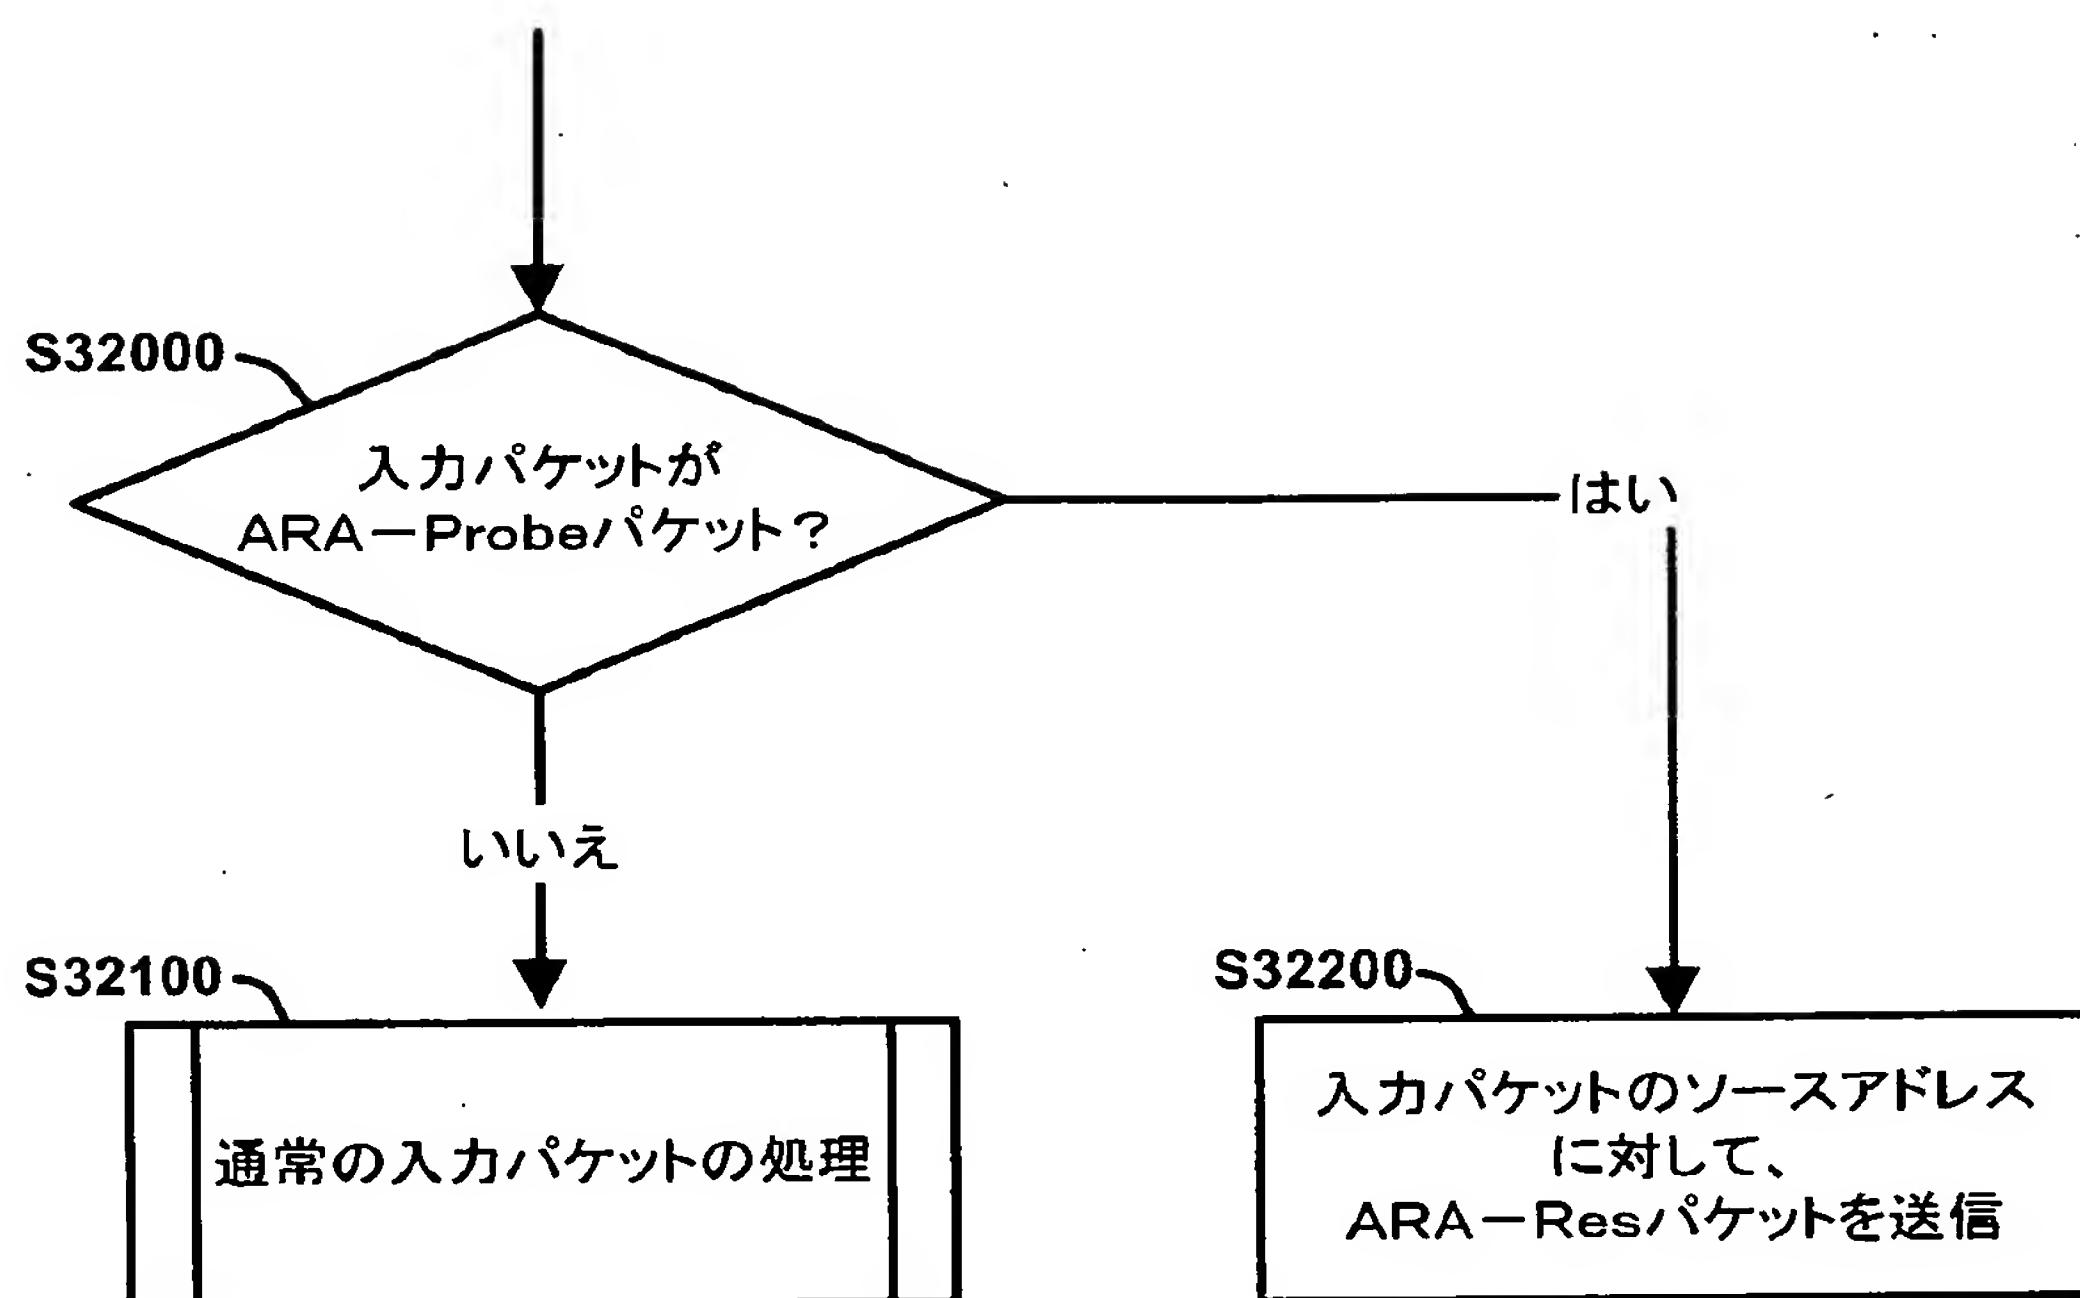 S32000
入力パケットが
ARA－Probeパケット？
はい
いいえ
S32100
通常の入力パケットの処理
S32200
入力パケットのソースアドレス
に対して、
ARA－Resパケットを送信